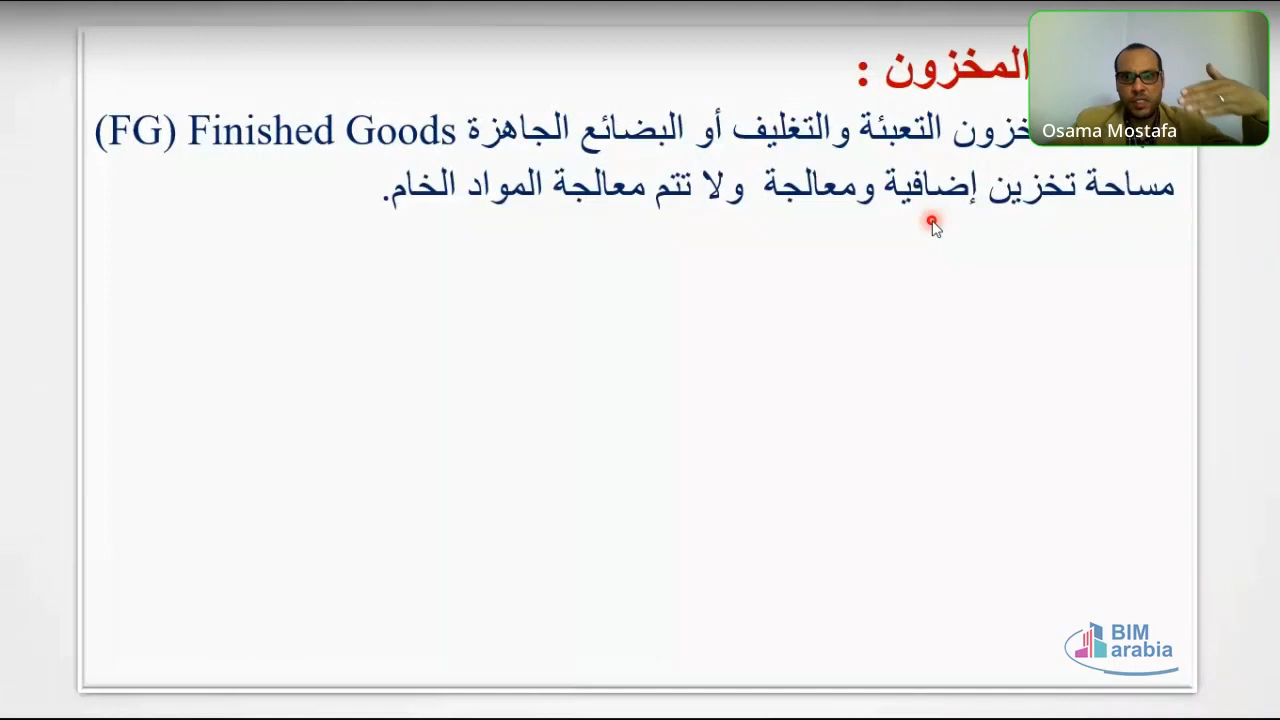 المخزون :
Osama Mostafa
التعبئة والتغليف أو البضائع الجاهزة Finished Goods (FG)
مساحة تخزين إضافية ومعالجة ولا تتم معالجة المواد الخام.
BIM
arabia